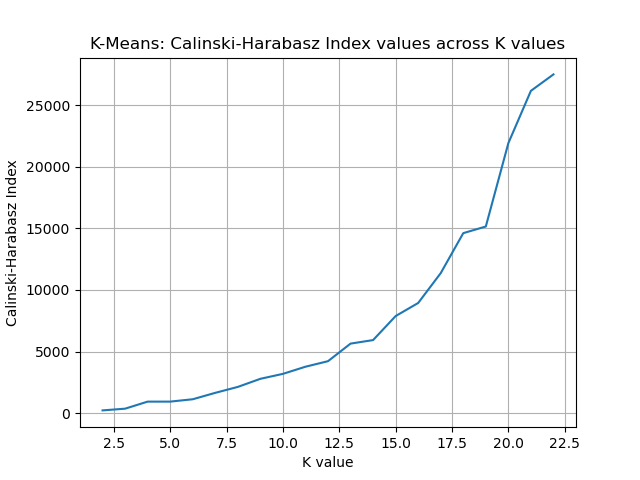 K-Means: Calinski-Harabasz Index values across K values
Calinski-Harabasz Index
25000
20000
15000
10000
5000
0
2.5 5.0 7.5 10.0 12.5 15.0 17.5 20.0 22.5
K value